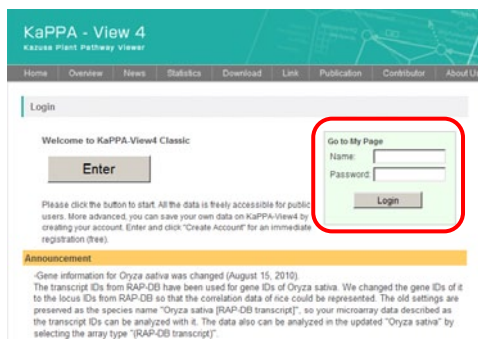 KaPPA - View 4
Kazusa Plant Pathway Viewer
Home Overview News Statistics Download Link Publication Contributor About Us
Login
Welcome to KaPPA-View4 Classic
Enter
Please click the button to start. All the data is freely accessible for public
users. More advanced, you can save your own data on KaPPA-View4 by
creating your account. Enter and click "Create Account" for an immediate
registration (free).
Go to My Page
Name:
Password:
Login
Announcement
-Gene information for Oryza sativa was changed (August 15, 2010).
The transcript IDs from RAP-DB have been used for gene IDs of Oryza sativa. We changed the gene IDs of it
to the locus IDs from RAP-DB so that the correlation data of rice could be represented. The old settings are
preserved as the species name "Oryza sativa [RAP-DB transcript]", so your microarray data described as
the transcript IDs can be analyzed with it. The data also can be analyzed in the updated "Oryza sativa" by
selecting the array type "(RAP-DB transcript)".